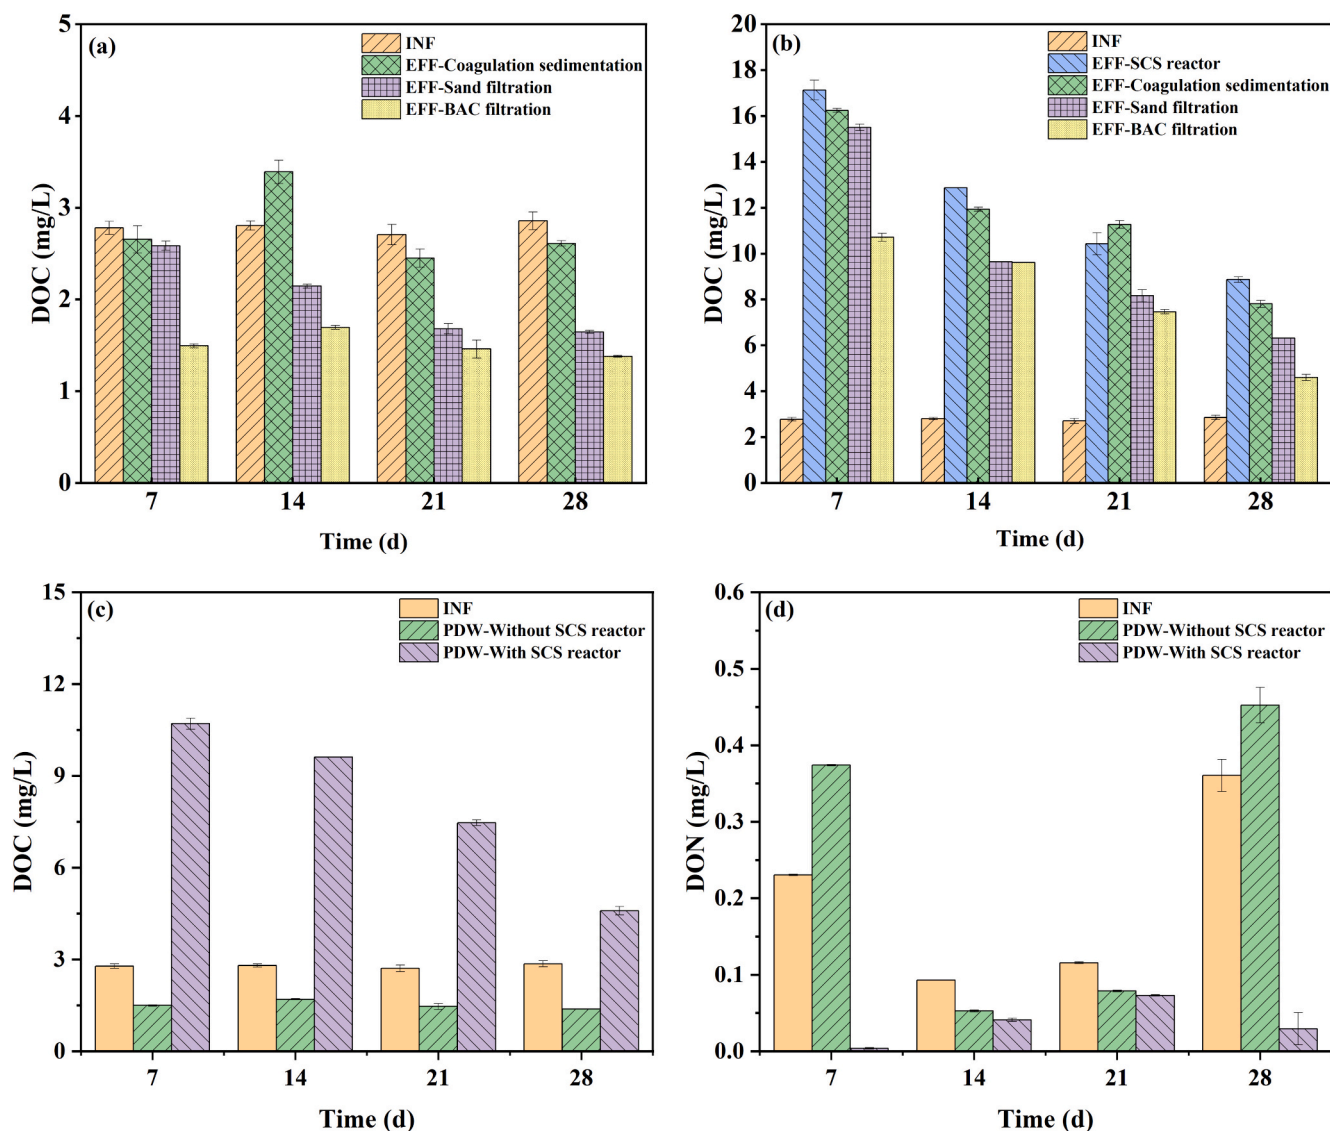 (a)
INF
EFF-Coagulation sedimentation
EFF-Sand filtration
EFF-BAC filtration
DOC (mg/L)
5
4
3
2
1
0
7 14 21 28
Time (d)
(b)
INF
EFF-SCS reactor
EFF-Coagulation sedimentation
EFF-Sand filtration
EFF-BAC filtration
DOC (mg/L)
20
18
16
14
12
10
8
6
4
2
0
7 14 21 28
Time (d)
(c)
INF
PDW-Without SCS reactor
PDW-With SCS reactor
DOC (mg/L)
15
12
9
6
3
0
7 14 21 28
Time (d)
(d)
INF
PDW-Without SCS reactor
PDW-With SCS reactor
DON (mg/L)
0.6
0.5
0.4
0.3
0.2
0.1
0.0
7 14 21 28
Time (d)